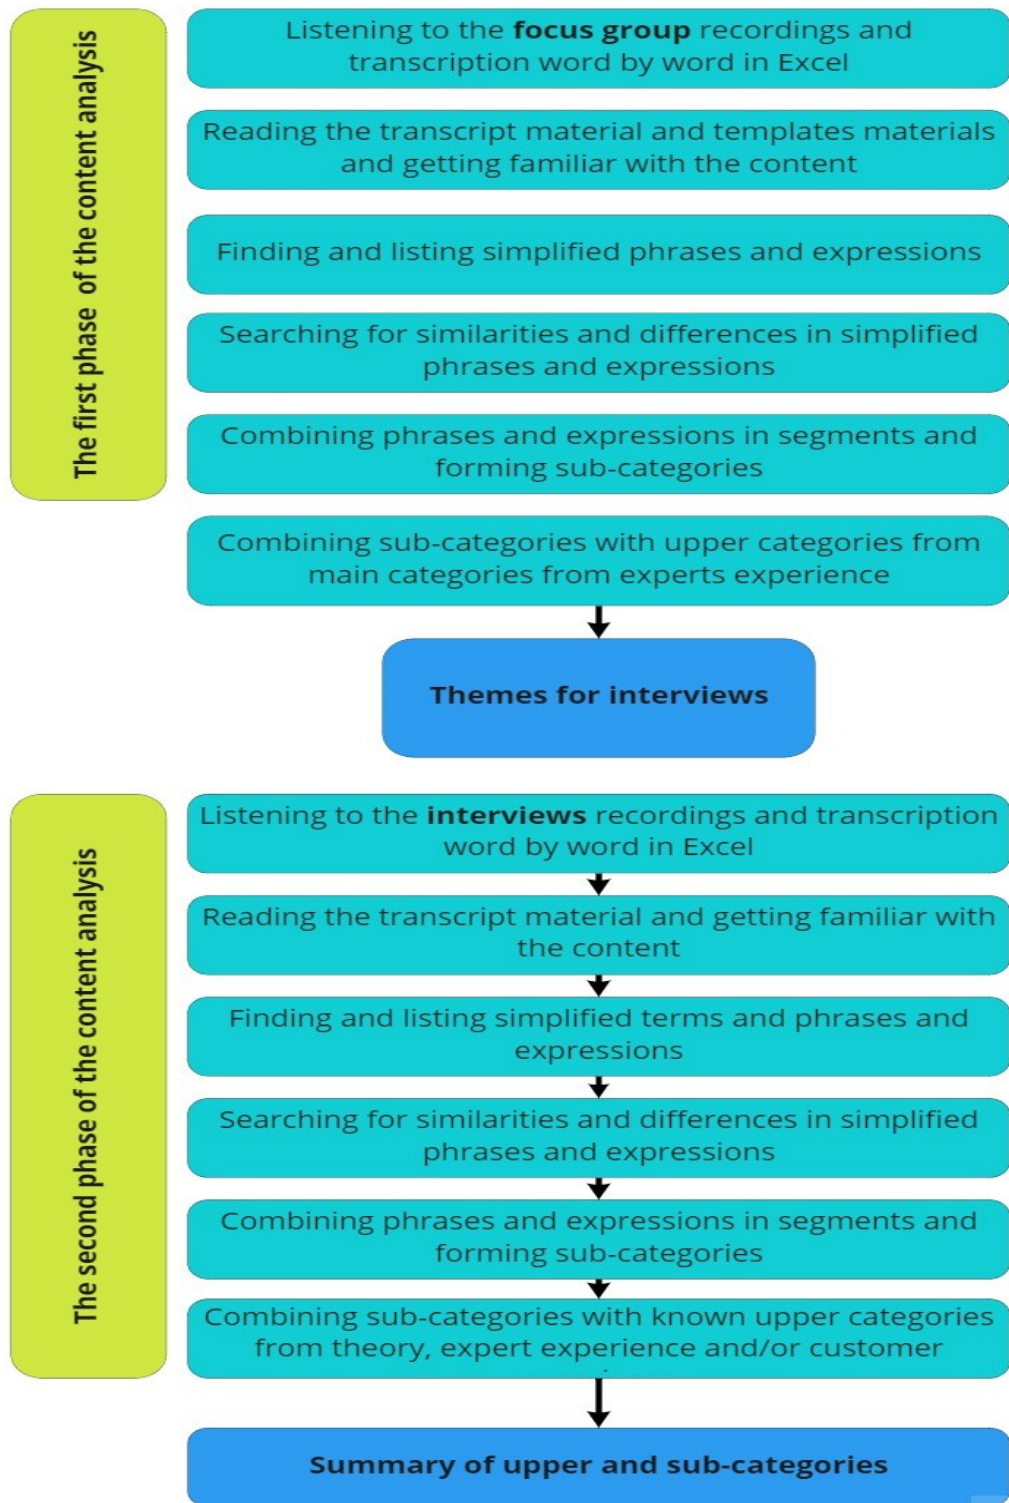 The first phase of the content analysis
Listening to the focus group recordings and
transcription word by word in Excel
Reading the transcript material and templates materials
and getting familiar with the content
Finding and listing simplified phrases and expressions
Searching for similarities and differences in simplified
phrases and expressions
Combining phrases and expressions in segments and
forming sub-categories
Combining sub-categories with upper categories from
main categories from experts experience
Themes for interviews
The second phase of the content analysis
Listening to the interviews recordings and transcription
word by word in Excel
Reading the transcript material and getting familiar with
the content
Finding and listing simplified terms and phrases and
expressions
Searching for similarities and differences in simplified
phrases and expressions
Combining phrases and expressions in segments and
forming sub-categories
Combining sub-categories with known upper categories
from theory, expert experience and/or customer
Summary of upper and sub-categories